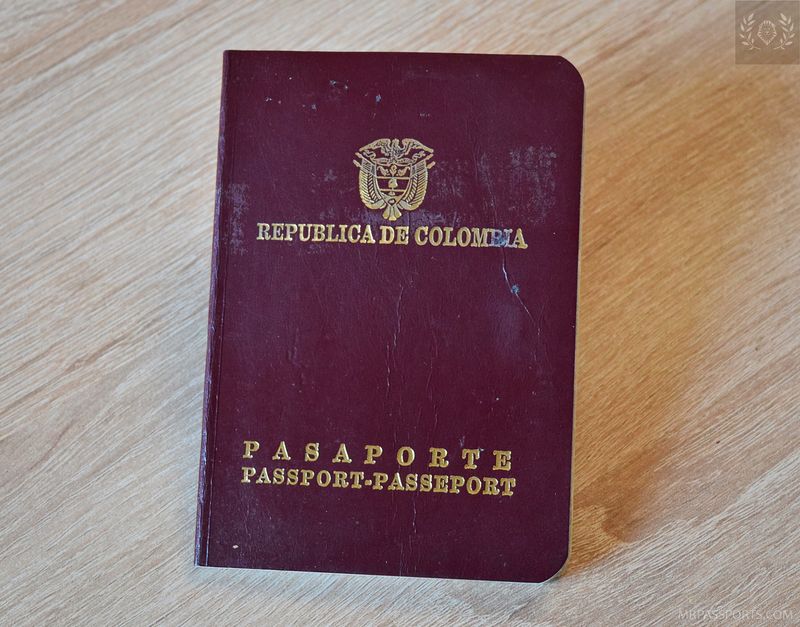 REPUBLICA DE COLOMBIA
PASAPORTE
PASSPORT-PASSEPORT
MRPASSPORTS.COM